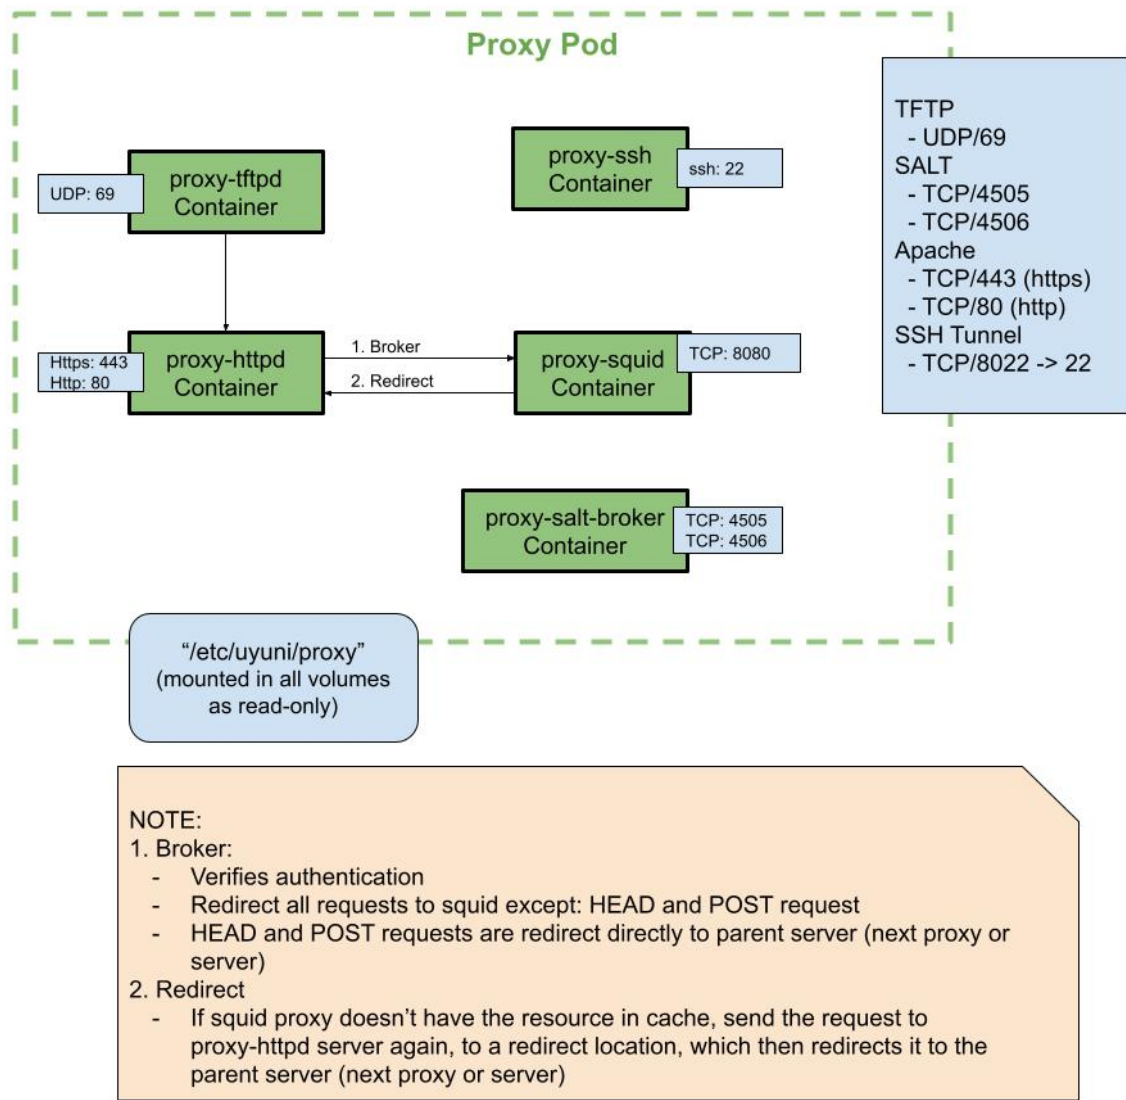 Proxy Pod
TFTP
- UDP/69
SALT
- TCP/4505
- TCP/4506
Apache
- TCP/443 (https)
- TCP/80 (http)
SSH Tunnel
- TCP/8022 -> 22
proxy-tftpd
Container
UDP: 69
proxy-ssh
Container
ssh: 22
Https: 443
Http: 80
proxy-httpd
Container
1. Broker
2. Redirect
proxy-squid
Container
TCP: 8080
proxy-salt-broker
Container
TCP: 4505
TCP: 4506
“/etc/uyuni/proxy”
(mounted in all volumes
as read-only)
NOTE:
1. Broker:
- Verifies authentication
- Redirect all requests to squid except: HEAD and POST request
- HEAD and POST requests are redirect directly to parent server (next proxy or
server)
2. Redirect
- If squid proxy doesn’t have the resource in cache, send the request to
proxy-httpd server again, to a redirect location, which then redirects it to the
parent server (next proxy or server)